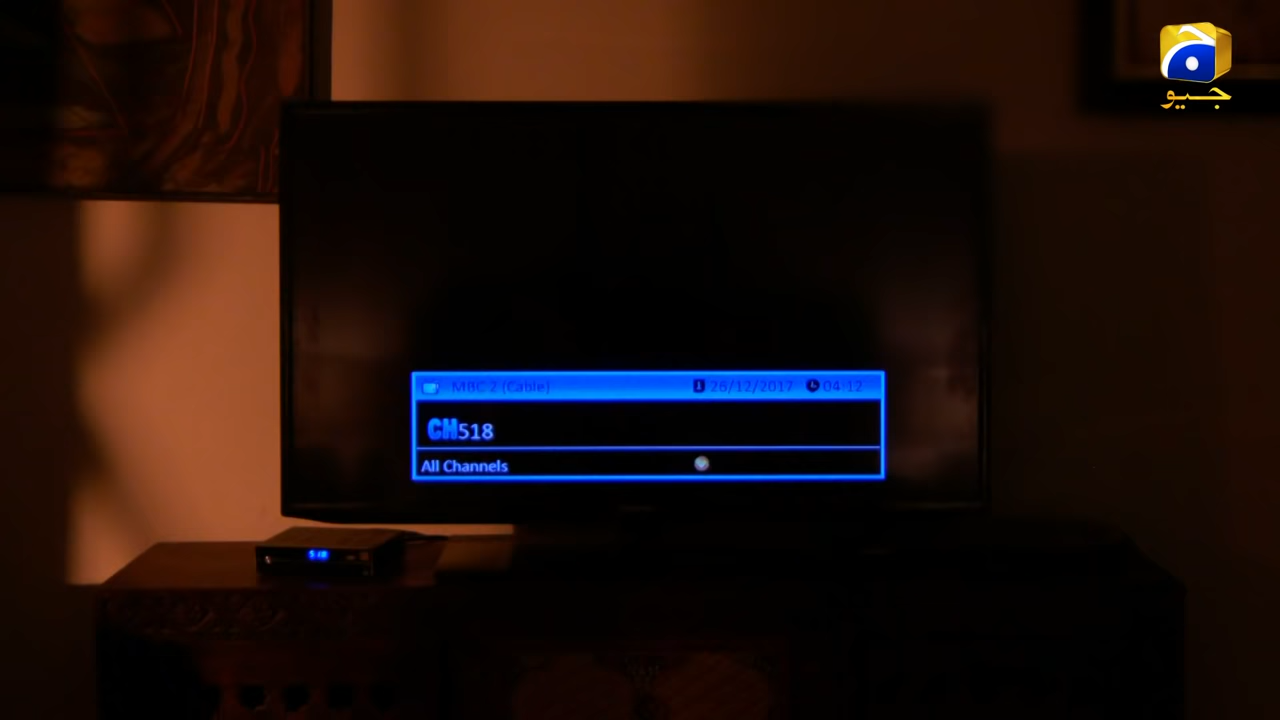 جیو
MBC 2 (Cable) 26/12/2017 04:12
CH518
All Channels
518